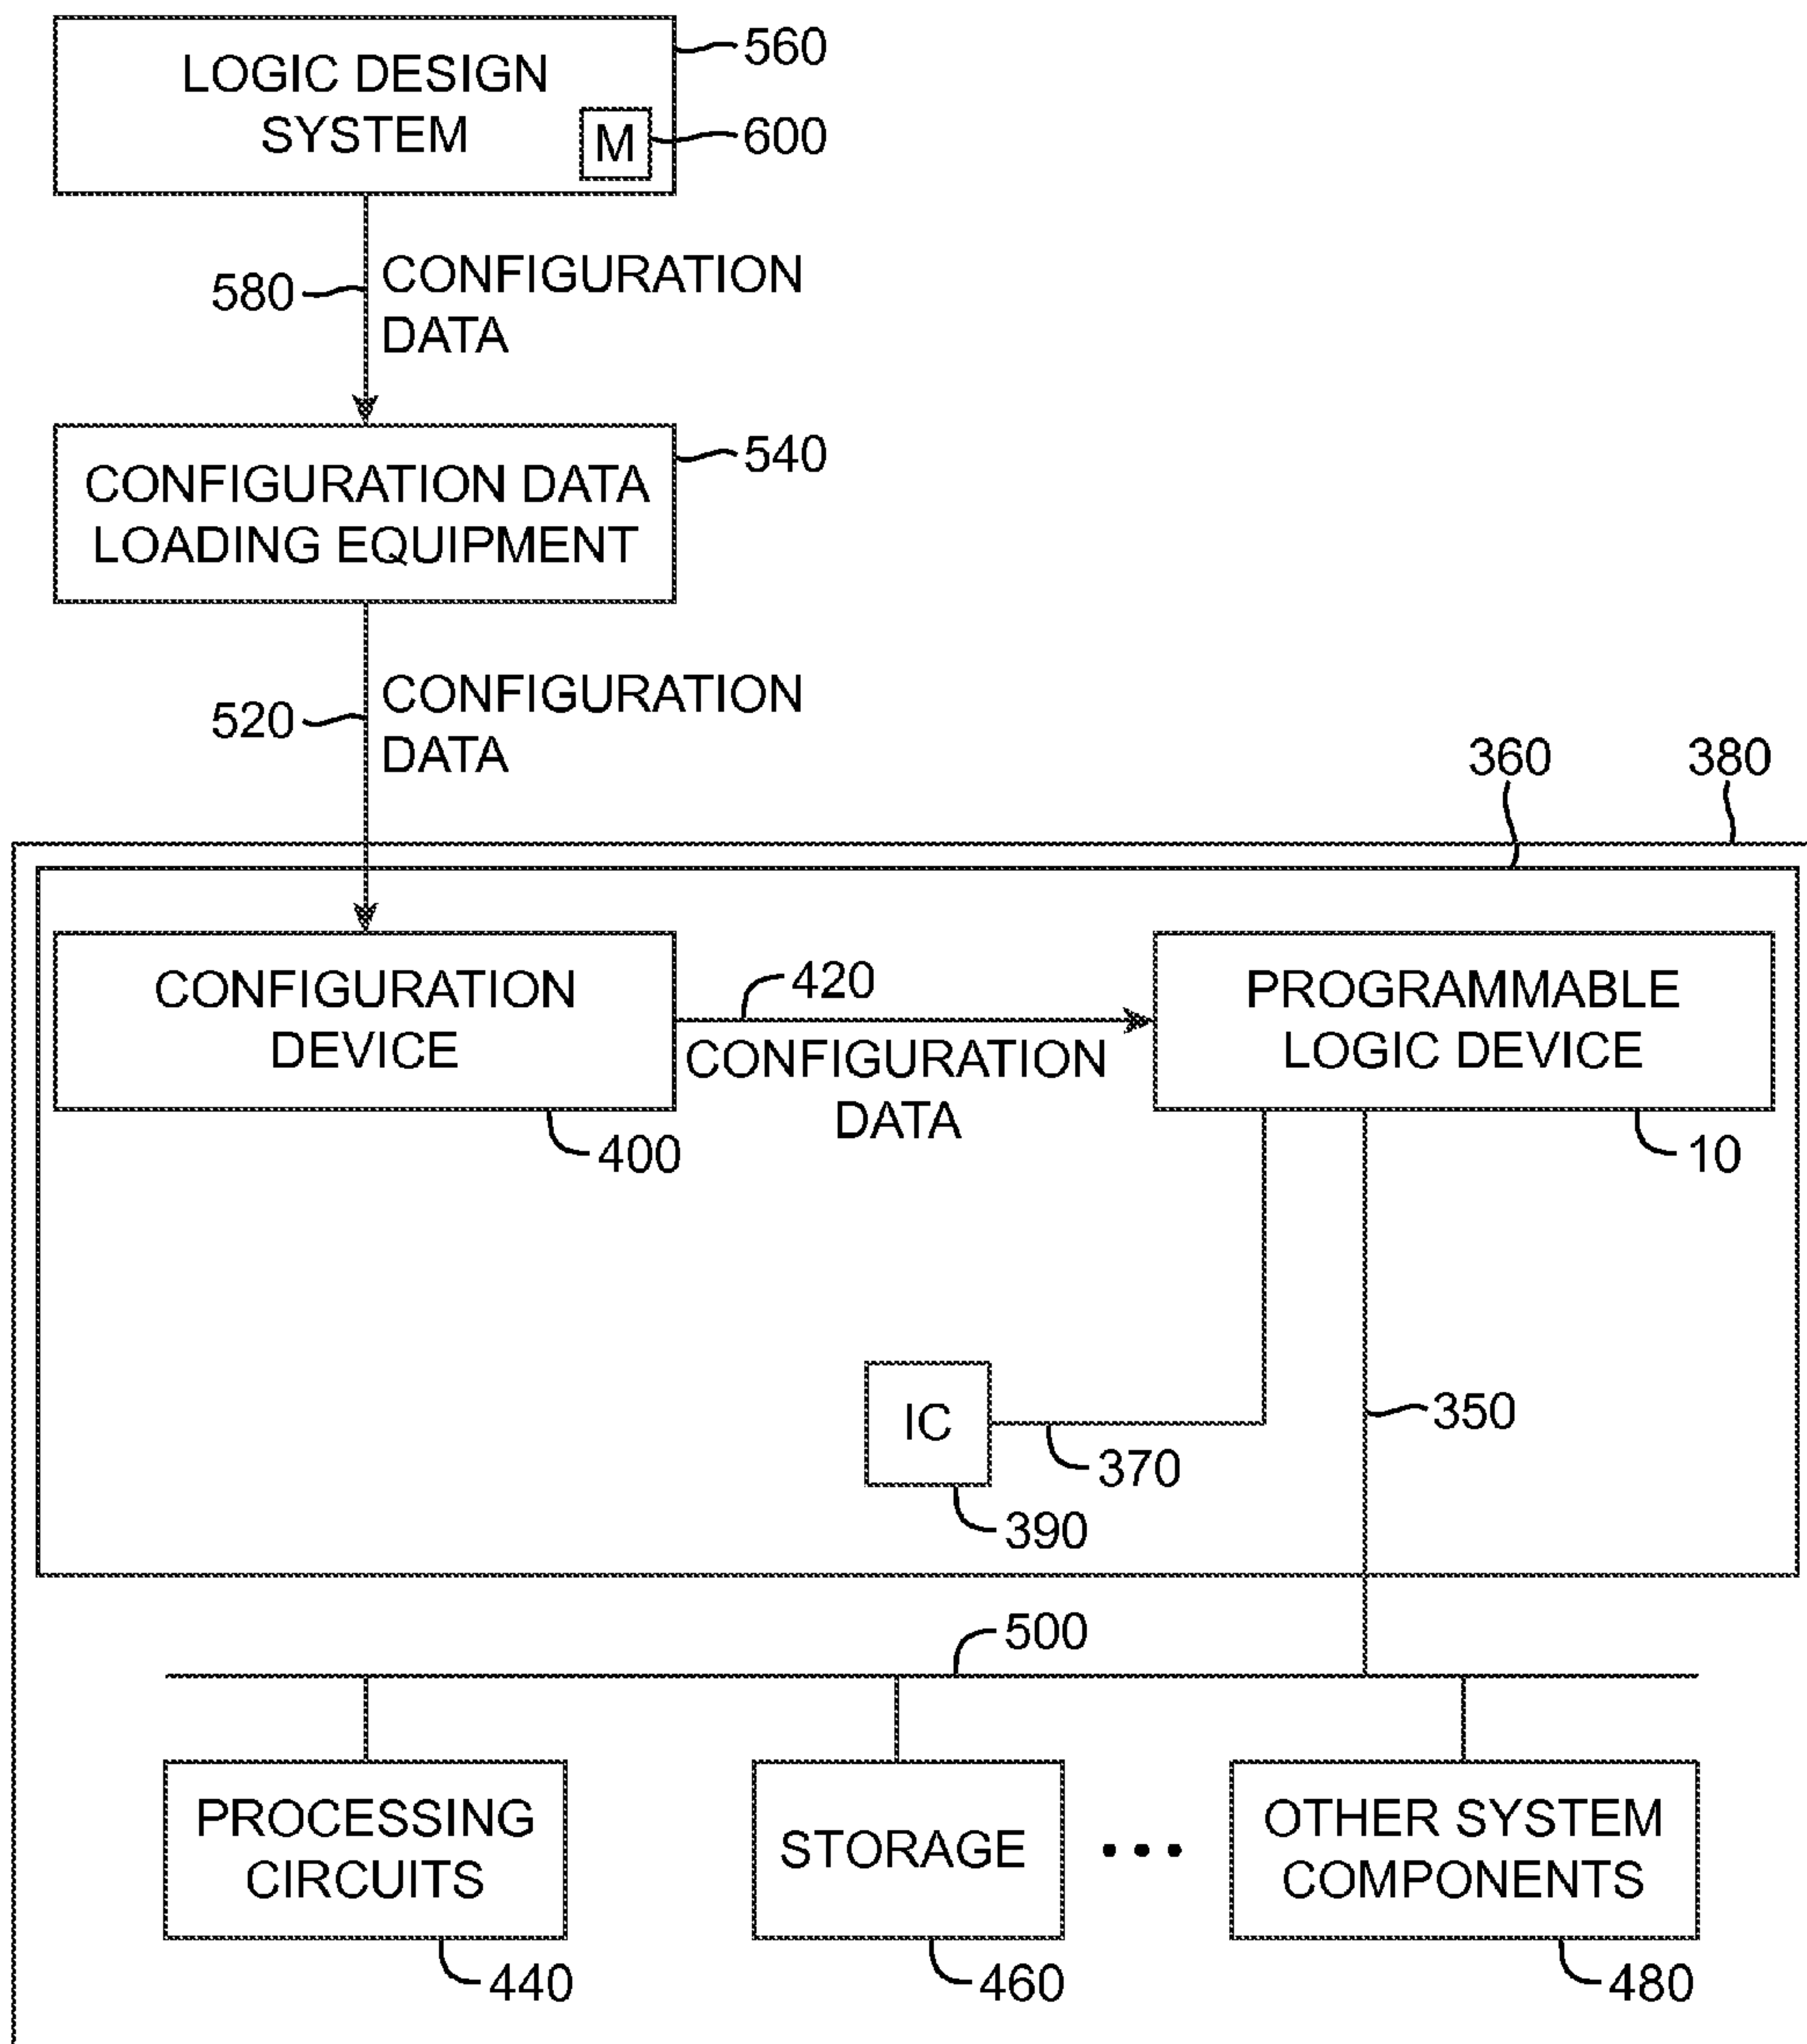 LOGIC DESIGN
SYSTEM
M
560
600
580
CONFIGURATION
DATA
CONFIGURATION DATA
LOADING EQUIPMENT
540
520
CONFIGURATION
DATA
360
380
CONFIGURATION
DEVICE
400
420
CONFIGURATION
DATA
PROGRAMMABLE
LOGIC DEVICE
10
IC
370
390
350
500
PROCESSING
CIRCUITS
440
STORAGE
460
• • •
OTHER SYSTEM
COMPONENTS
480